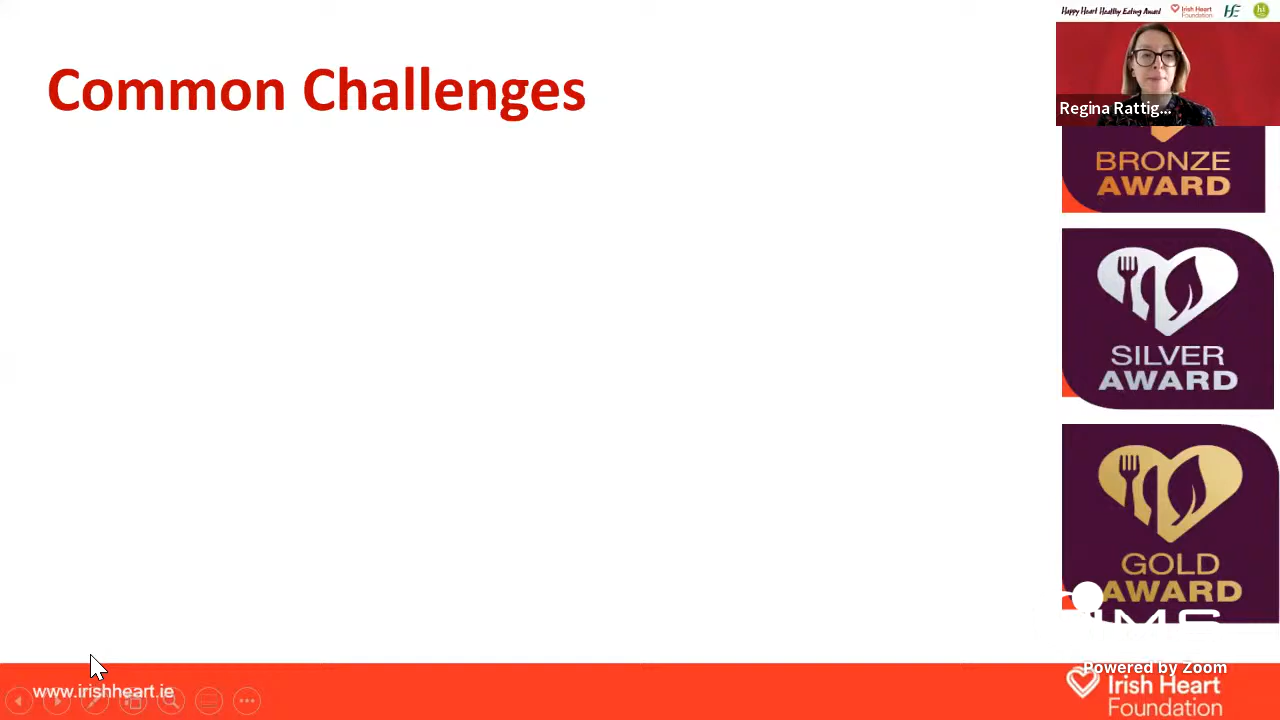 Common Challenges
Happy Heart Healthy Eating Award
Irish Heart
Foundation
Regina Rattig...
BRONZE
AWARD
SILVER
AWARD
GOLD
AWARD
Powered by Zoom
www.irishheart.ie
Irish Heart
Foundation